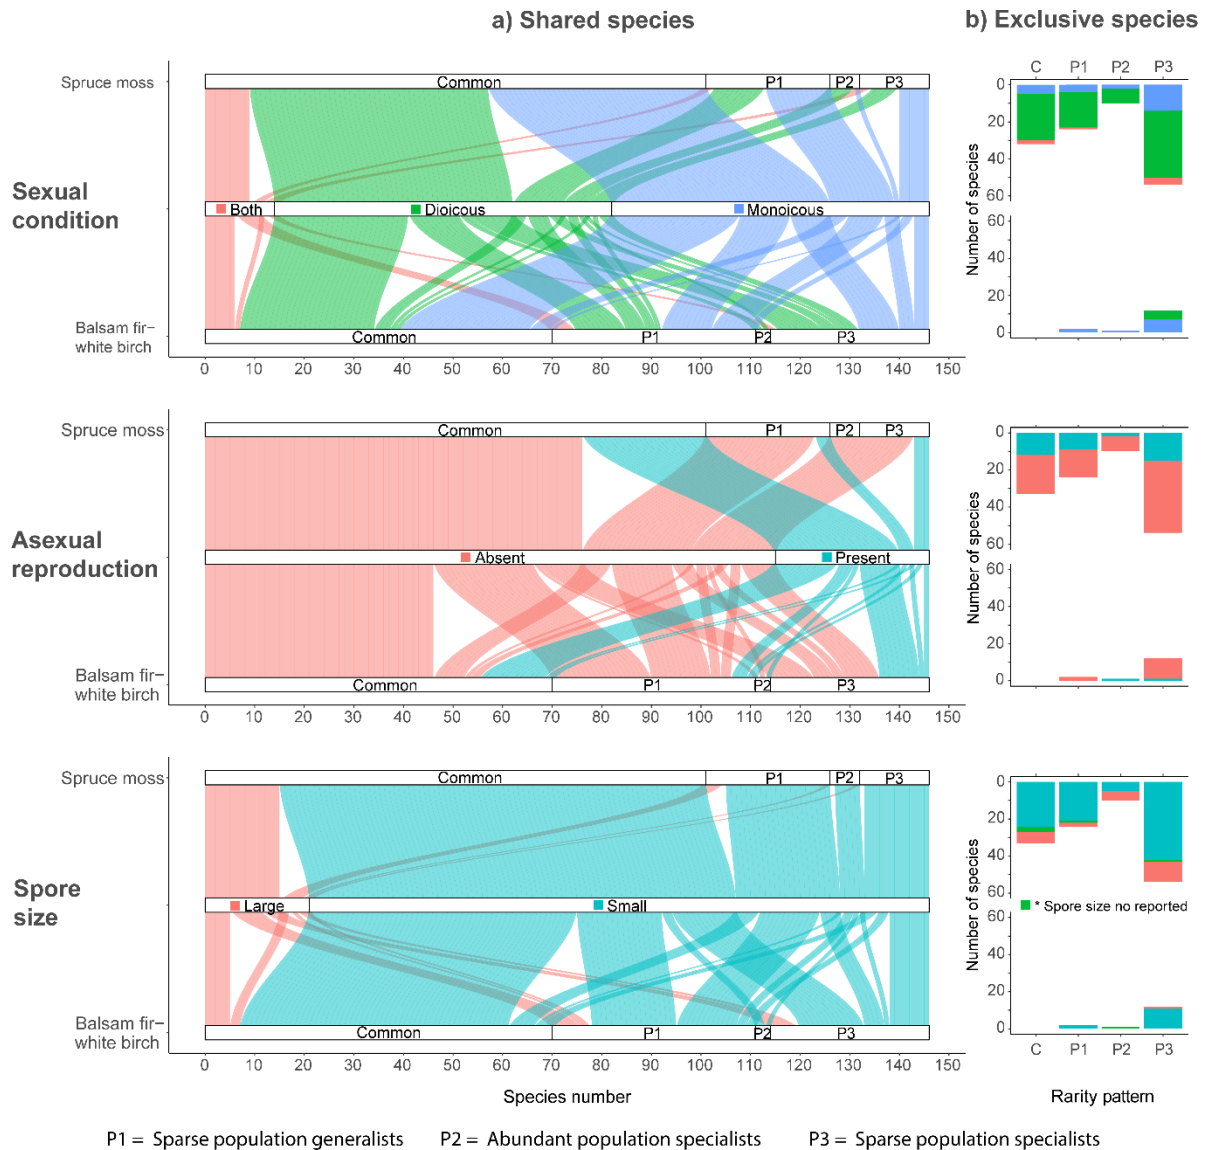 a) Shared species
b) Exclusive species
Spruce moss
Common P1 P2 P3
C P1 P2 P3
Sexual
condition
Both Dioicous Monoicous
Balsam fir–
white birch
Common P1 P2 P3
0 10 20 30 40 50 60 70 80 90 100 110 120 130 140 150
Number of species
0
20
40
60
60
40
20
0
Spruce moss
Common P1 P2 P3
Asexual
reproduction
Absent Present
Balsam fir–
white birch
Common P1 P2 P3
0 10 20 30 40 50 60 70 80 90 100 110 120 130 140 150
Number of species
0
20
40
60
60
40
20
0
Spruce moss
Common P1 P2 P3
Spore
size
Large Small
Balsam fir–
white birch
Common P1 P2 P3
0 10 20 30 40 50 60 70 80 90 100 110 120 130 140 150
Species number
Number of species
0
20
40
60
* Spore size no reported
60
40
20
0
C P1 P2 P3
Rarity pattern
P1 = Sparse population generalists P2 = Abundant population specialists P3 = Sparse population specialists